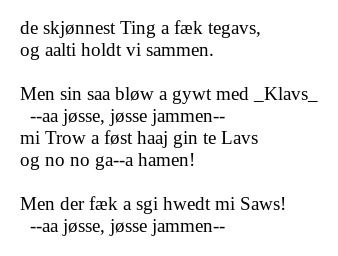 de skjønnest Ting a fæk tegavs,
og aalti holdt vi sammen.

Men sin saa bløw a gywt med _Klavs_
--aa jøsse, jøsse jammen--
mi Trow a føst haaj gin te Lavs
og no no ga--a hamen!

Men der fæk a sgi hwedt mi Saws!
--aa jøsse, jøsse jammen--